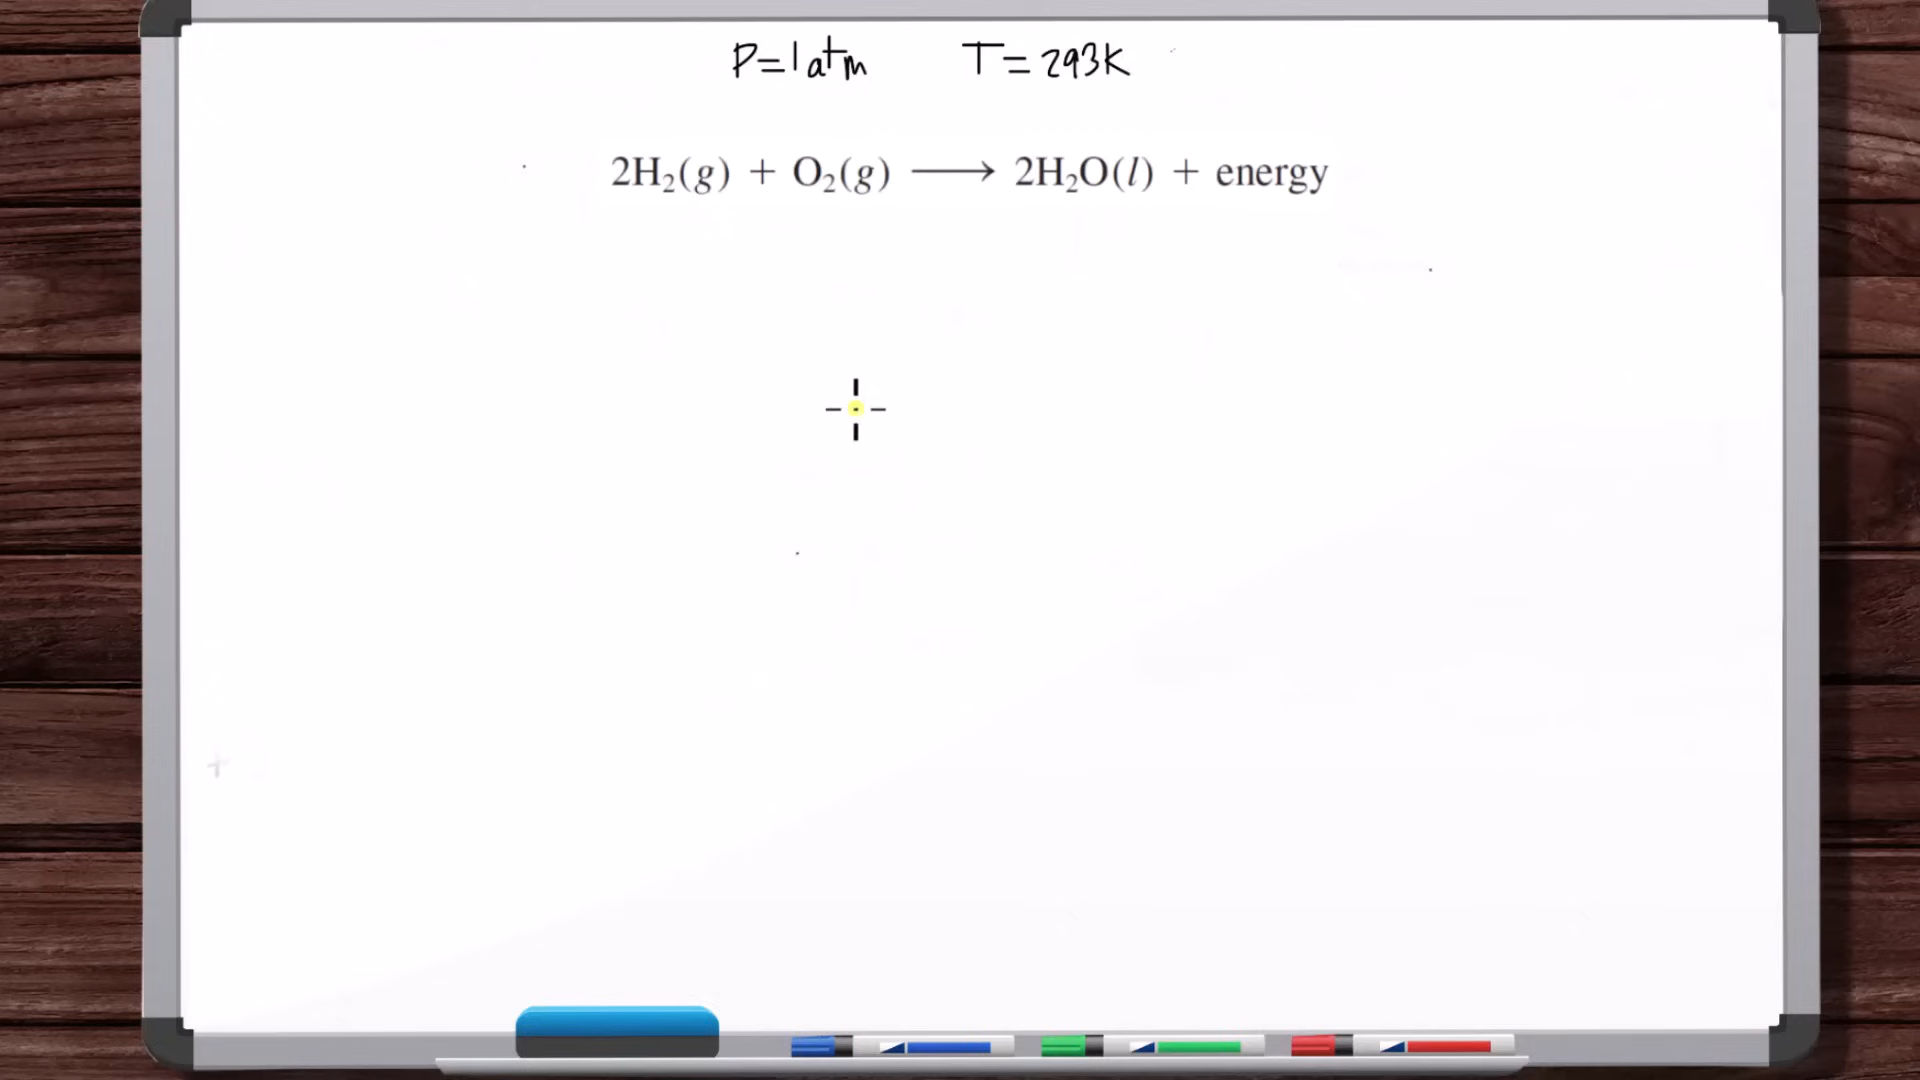 P=1atm T=293K
2H₂(g) + O₂(g) ⟶ 2H₂O(l) + energy